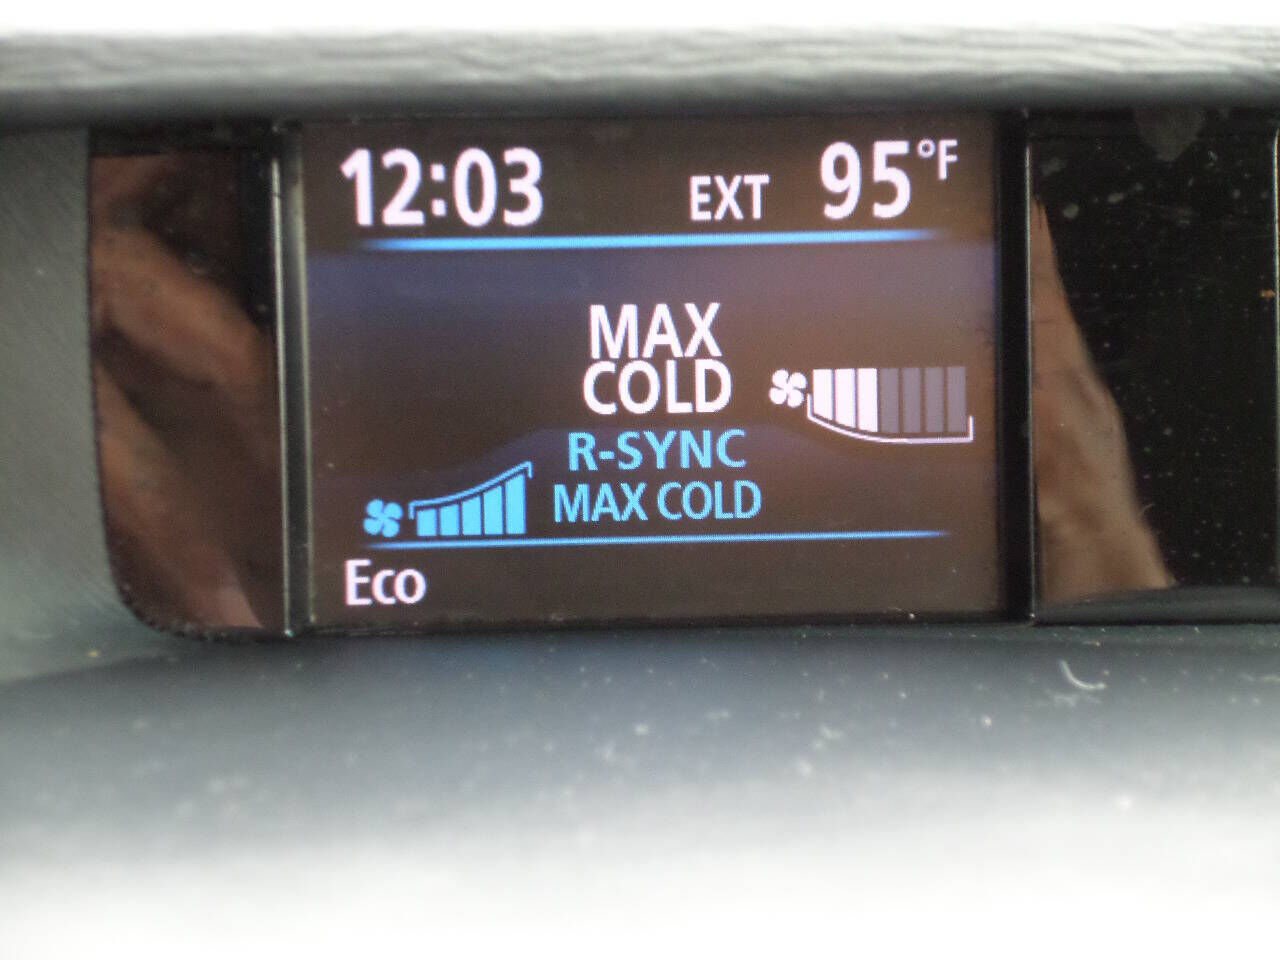 12:03 EXT 95°F
MAX
COLD
R-SYNC
MAX COLD
Eco